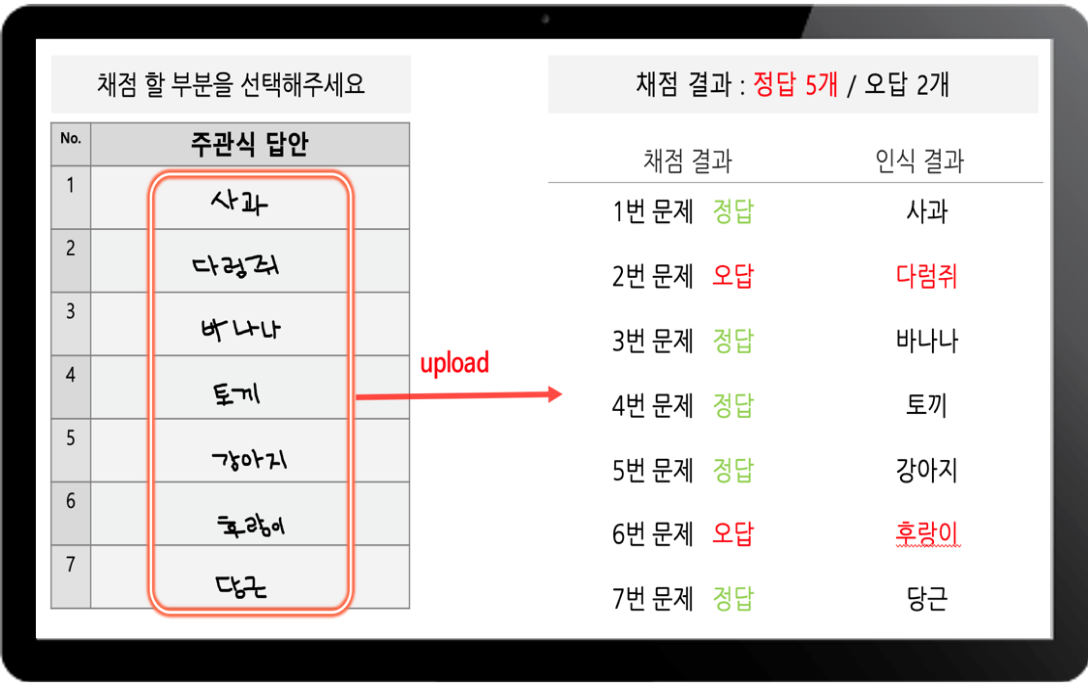 채점 할 부분을 선택해주세요
No. 주관식 답안
1 사과
2 다럼쥐
3 바나나
4 토끼
5 강아지
6 후랑이
7 당근
upload
채점 결과 : 정답 5개 / 오답 2개
채점 결과 인식 결과
1번 문제 정답 사과
2번 문제 오답 다럼쥐
3번 문제 정답 바나나
4번 문제 정답 토끼
5번 문제 정답 강아지
6번 문제 오답 후랑이
7번 문제 정답 당근